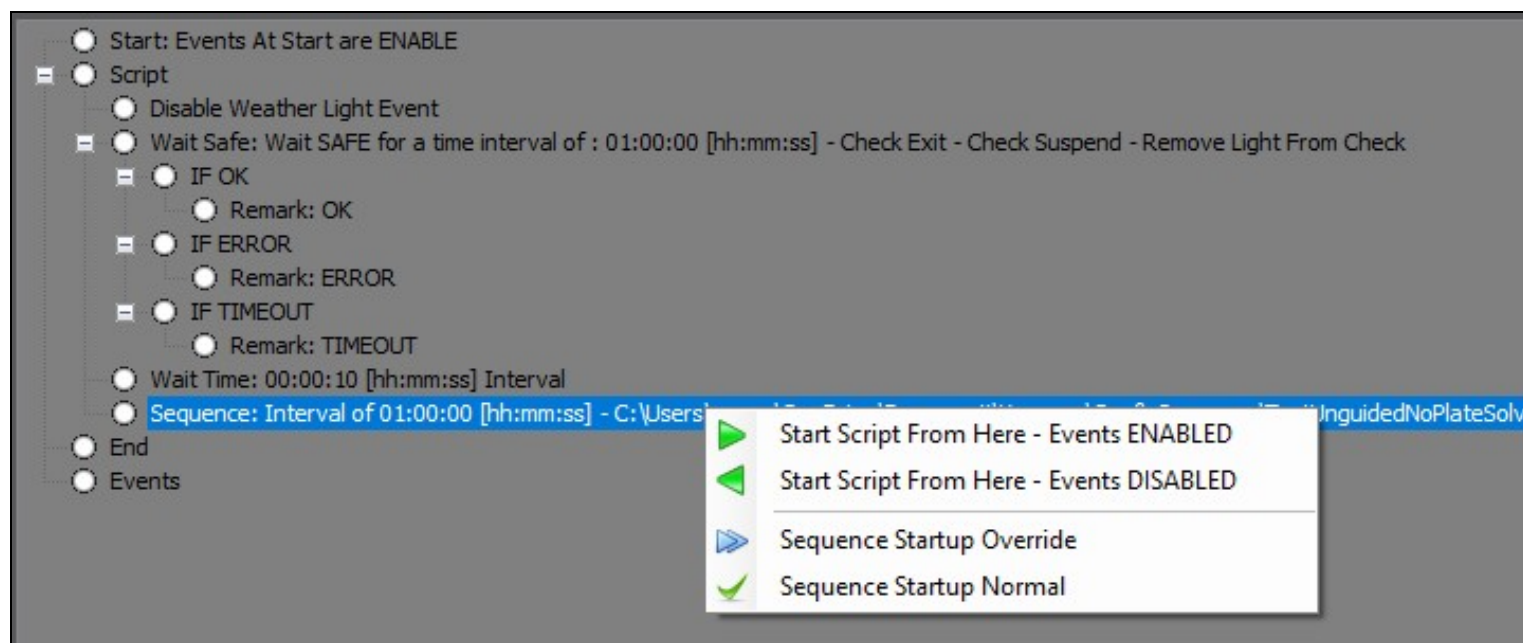 Start: Events At Start are ENABLE
Script
Disable Weather Light Event
Wait Safe: Wait SAFE for a time interval of : 01:00:00 [hh:mm:ss] - Check Exit - Check Suspend - Remove Light From Check
IF OK
Remark: OK
IF ERROR
Remark: ERROR
IF TIMEOUT
Remark: TIMEOUT
Wait Time: 00:00:10 [hh:mm:ss] Interval
Sequence: Interval of 01:00:00 [hh:mm:ss] - C:\Users
Start Script From Here - Events ENABLED
Start Script From Here - Events DISABLED
Sequence Startup Override
Sequence Startup Normal
End
Events